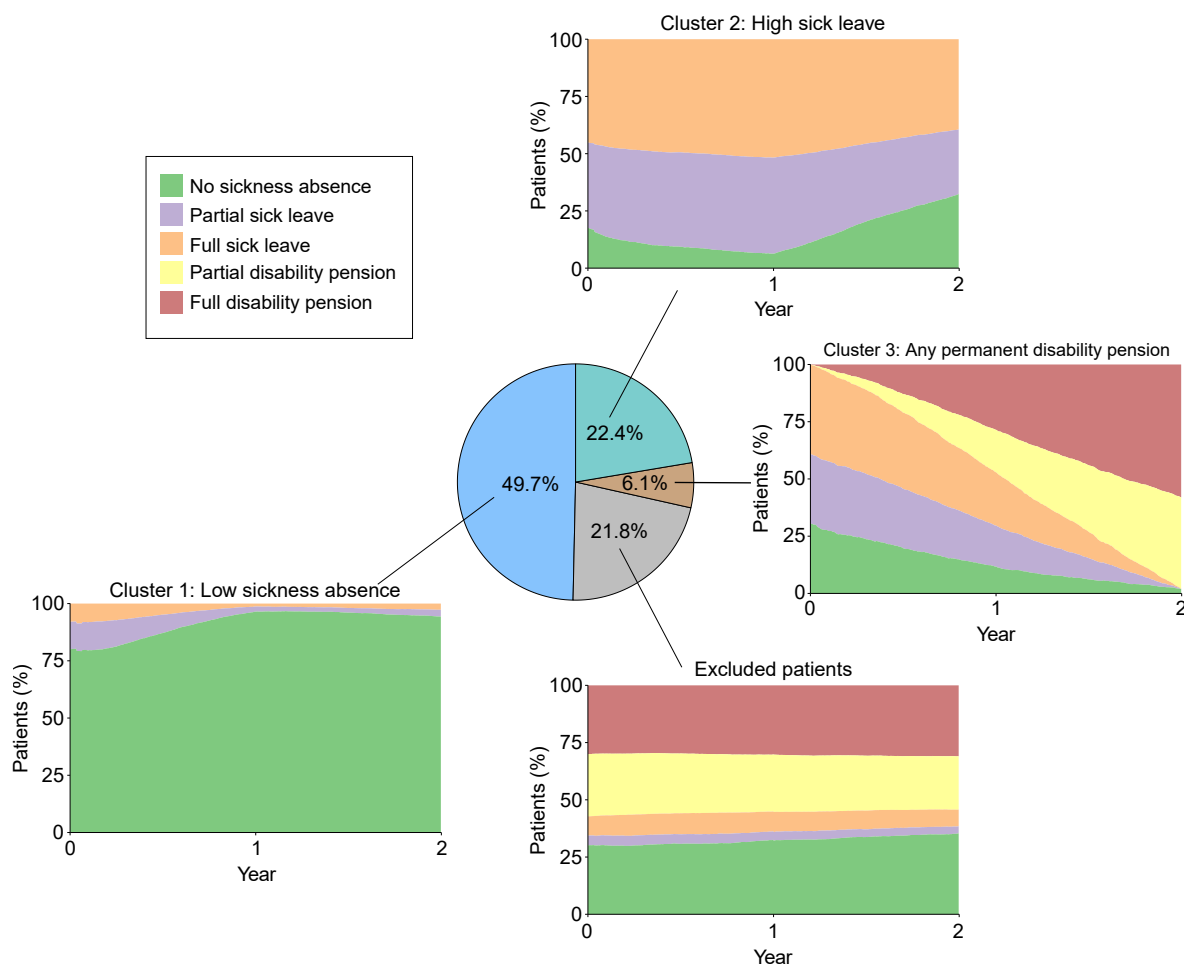 Cluster 2: High sick leave
100
75
50
25
0
Patients (%)
0 1 2
Year
No sickness absence
Partial sick leave
Full sick leave
Partial disability pension
Full disability pension
22.4%
6.1%
49.7%
21.8%
Cluster 3: Any permanent disability pension
100
75
50
25
0
Patients (%)
0 1 2
Year
Cluster 1: Low sickness absence
100
75
50
25
0
Patients (%)
0 1 2
Year
Excluded patients
100
75
50
25
0
Patients (%)
0 1 2
Year